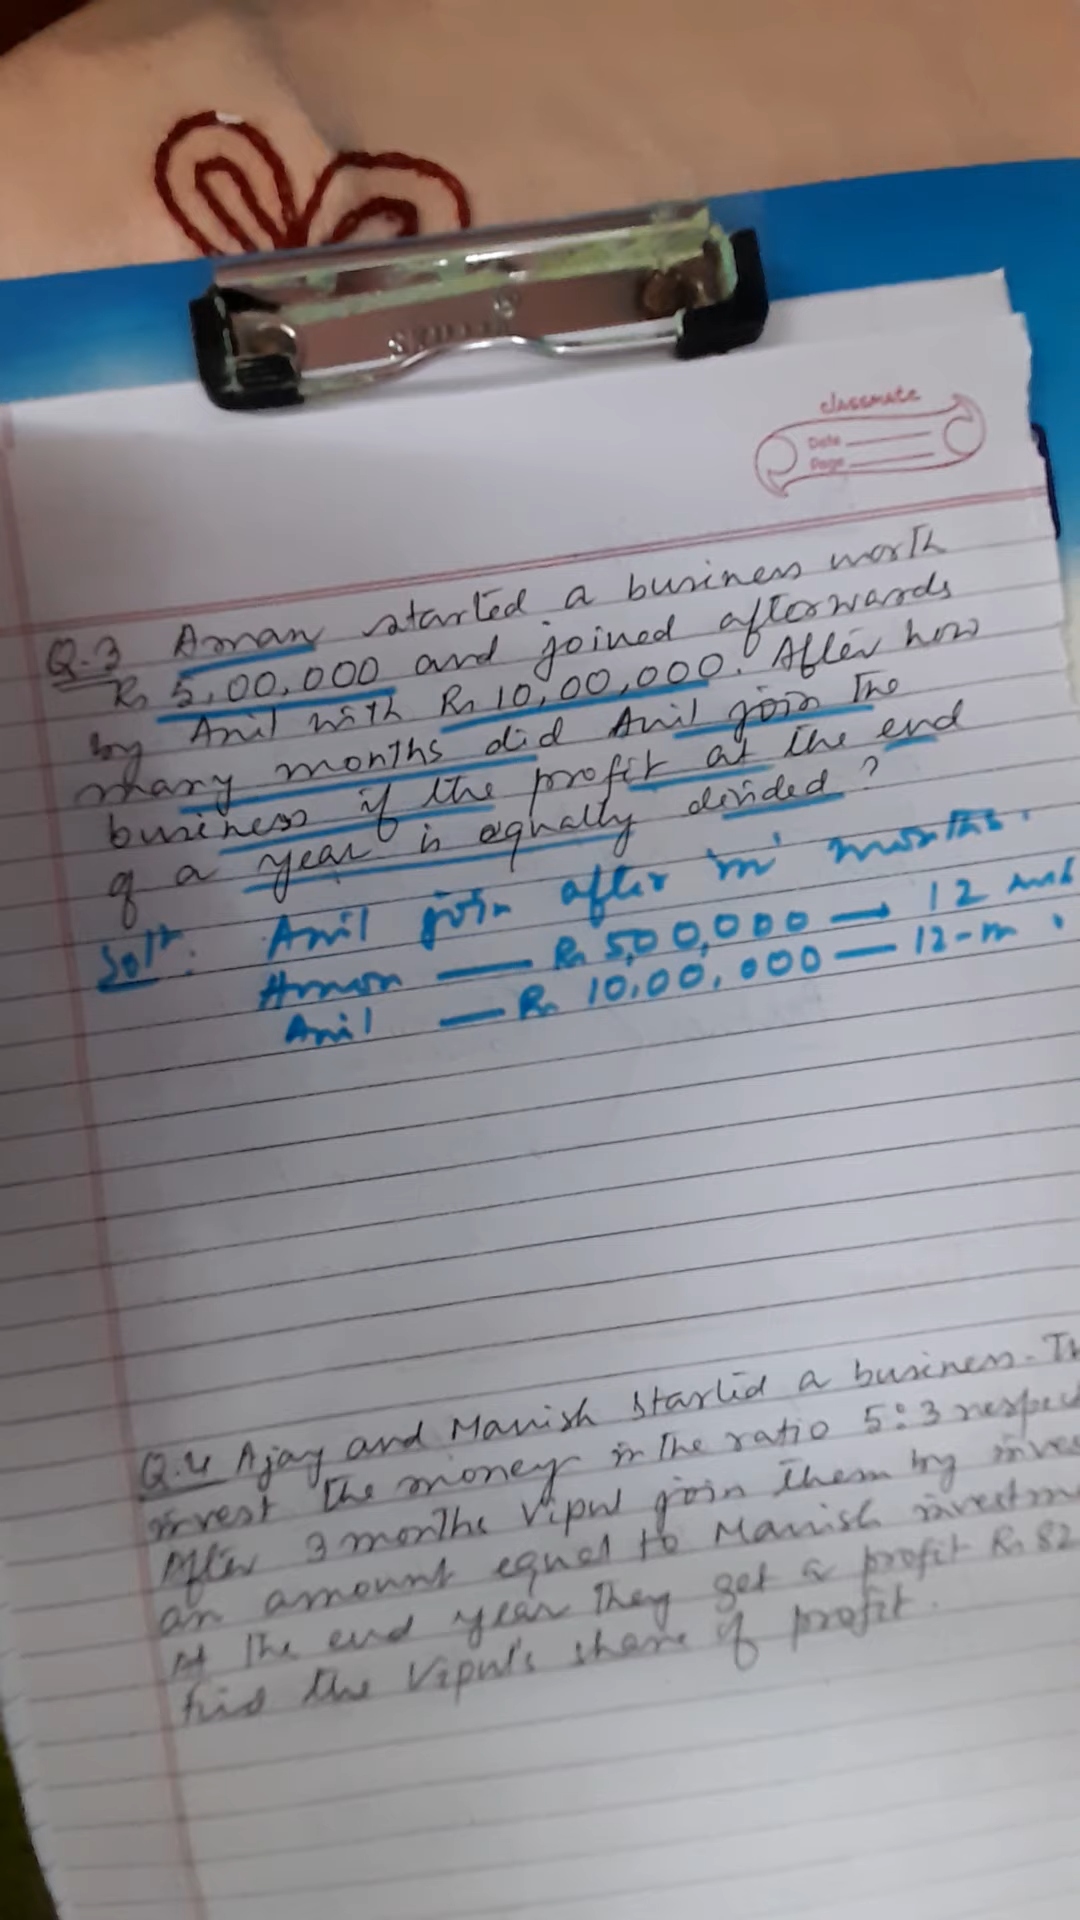 classmate
Date
Page
Q.3 Aman started a business worth
Rs 5,00,000 and joined afterwards
by Anil with Rs 10,00,000. After how
many months did Anil join the
business if the profit at the end
of a year is equally divided?
Soln: Anil join after 'm' months.
Aman — Rs 5,00,000 → 12
Anil — Rs 10,00,000 — 12-m.
Q.4 Ajay and Manish started a business.
invest the money in the ratio 5:3
After 3 months Vipul join them by
an amount equal to Manish
At the end year they get a profit Rs 82
find the Vipul's share of profit.